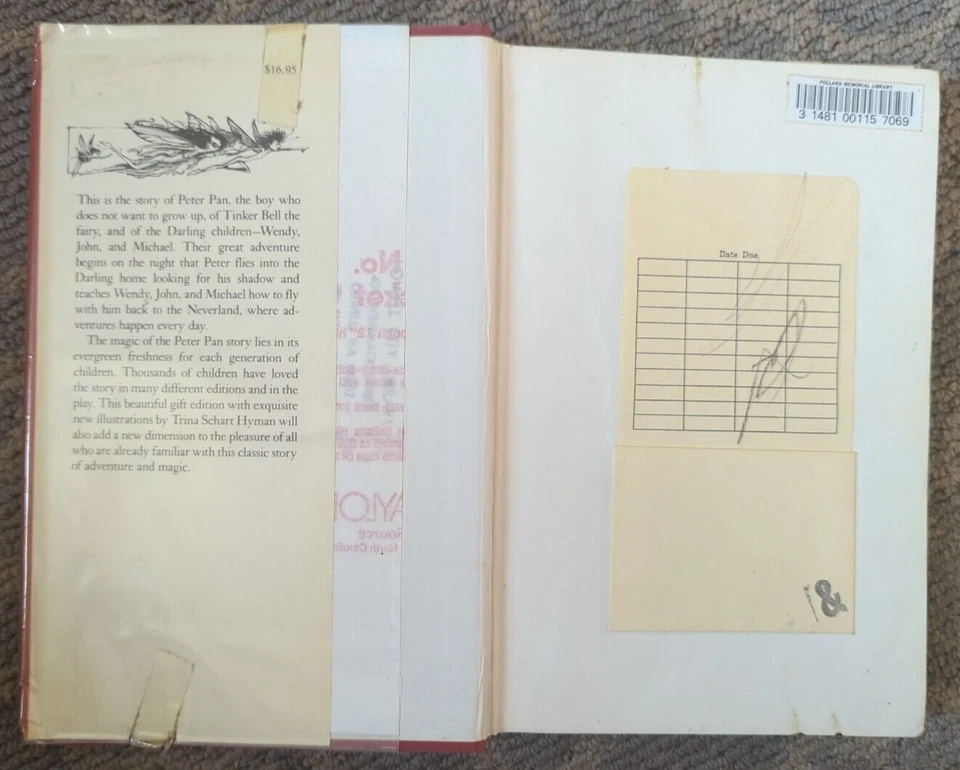 $16.95
This is the story of Peter Pan, the boy who
does not want to grow up, of Tinker Bell the
fairy, and of the Darling children—Wendy,
John, and Michael. Their great adventure
begins on the night that Peter flies into the
Darling home looking for his shadow and
teaches Wendy, John, and Michael how to fly
with him back to the Neverland, where ad-
ventures happen every day.
The magic of the Peter Pan story lies in its
evergreen freshness for each generation of
children. Thousands of children have loved
the story in many different editions and in the
play. This beautiful gift edition with exquisite
new illustrations by Trina Schart Hyman will
also add a new dimension to the pleasure of all
who are already familiar with this classic story
of adventure and magic.
No.
Source
North Carolin
POLLARD MEMORIAL LIBRARY
3 1481 00115 7069
Date Due
&